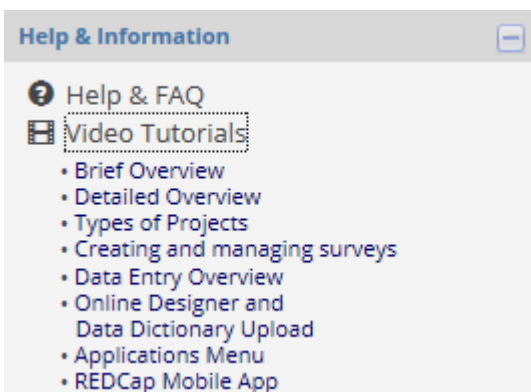 Help & Information
Help & FAQ
Video Tutorials
• Brief Overview
• Detailed Overview
• Types of Projects
• Creating and managing surveys
• Data Entry Overview
• Online Designer and
Data Dictionary Upload
• Applications Menu
• REDCap Mobile App